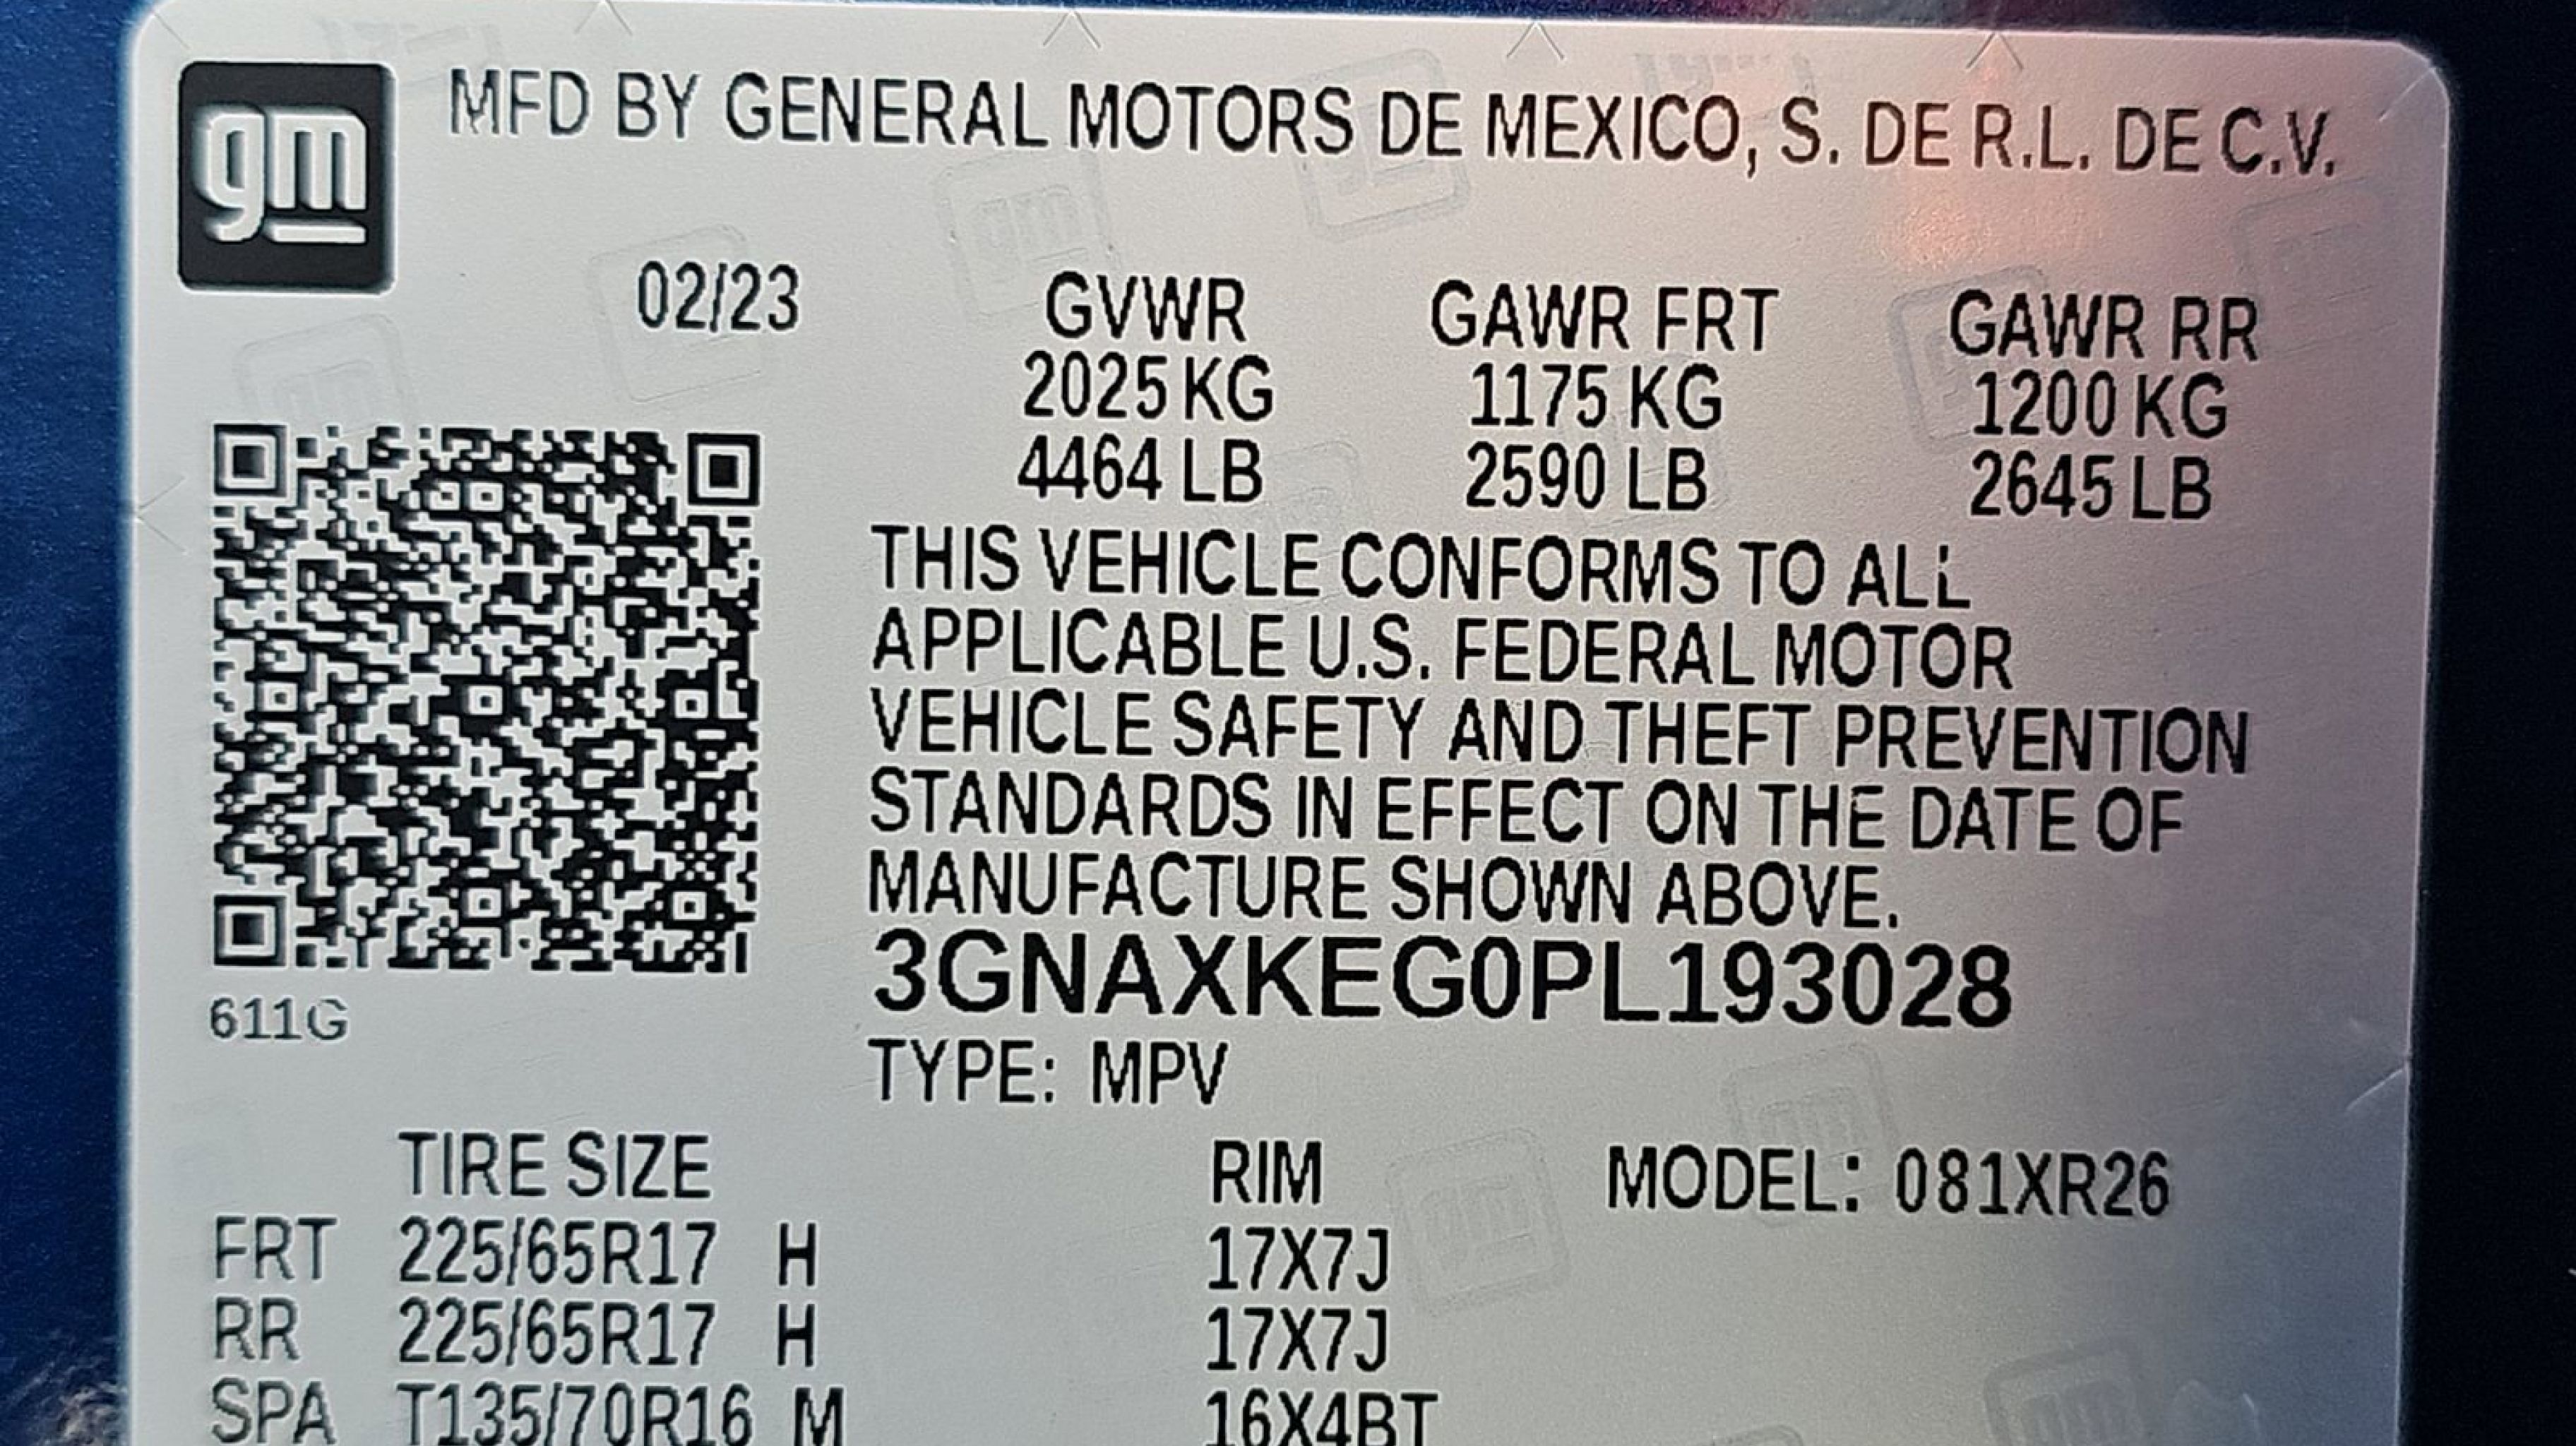 gm
MFD BY GENERAL MOTORS DE MEXICO, S. DE R.L. DE C.V.
02/23 GVWR GAWR FRT GAWR RR
2025 KG 1175 KG 1200 KG
4464 LB 2590 LB 2645 LB
THIS VEHICLE CONFORMS TO ALL
APPLICABLE U.S. FEDERAL MOTOR
VEHICLE SAFETY AND THEFT PREVENTION
STANDARDS IN EFFECT ON THE DATE OF
MANUFACTURE SHOWN ABOVE.
3GNAXKEG0PL193028
611G
TYPE: MPV
TIRE SIZE RIM MODEL: 081XR26
FRT 225/65R17 H 17X7J
RR 225/65R17 H 17X7J
SPA T135/70R16 M 16X4BT